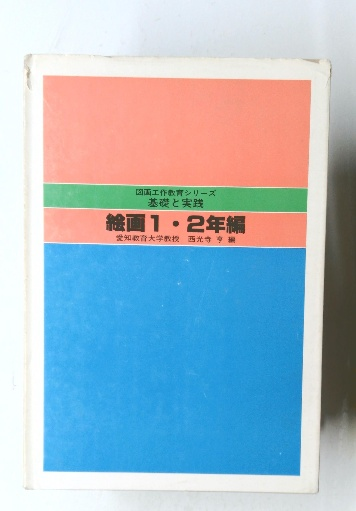 図画工作教育シリーズ
基礎と実践
絵画1・2年編
愛知教育大学教授 西光寺 亨 編